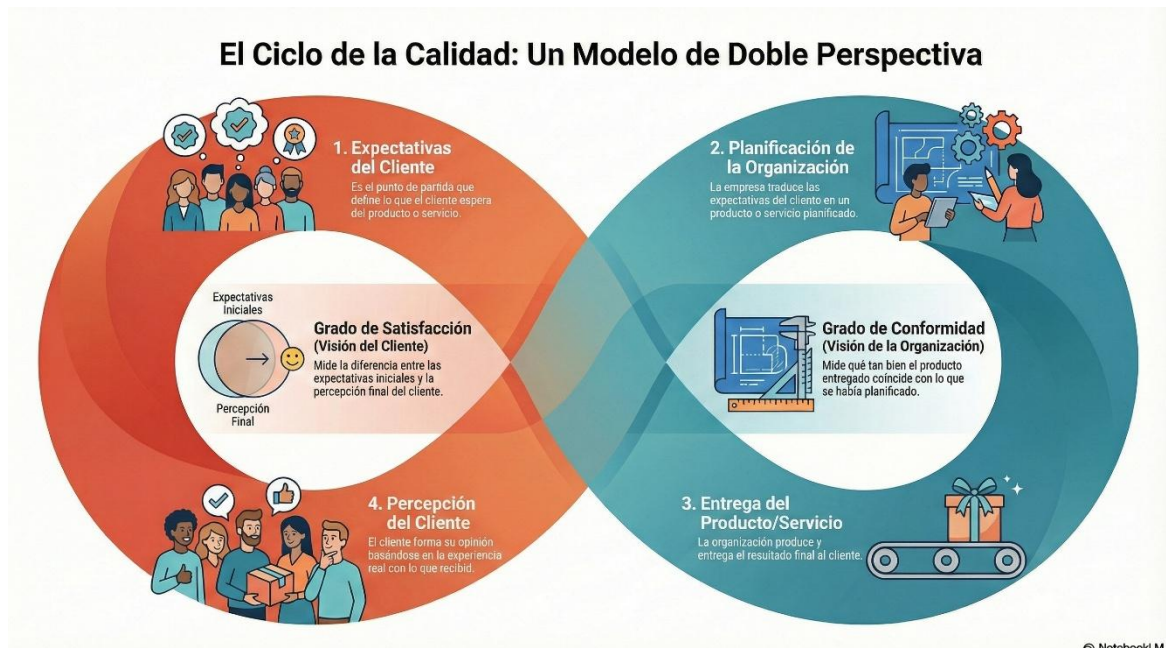 El Ciclo de la Calidad: Un Modelo de Doble Perspectiva
1. Expectativas
del Cliente
Es el punto de partida que
define lo que el cliente espera
del producto o servicio.
2. Planificación de
la Organización
La empresa traduce las
expectativas del cliente en un
producto o servicio planificado.
Expectativas
Iniciales
Percepción
Final
Grado de Satisfacción
(Visión del Cliente)
Mide la diferencia entre las
expectativas iniciales y la
percepción final del cliente.
Grado de Conformidad
(Visión de la Organización)
Mide qué tan bien el producto
entregado coíncide con lo que
se había planificado.
4. Percepción
del Cliente
El cliente forma su opinión
basándose en la experiencia
real con lo que recibid.
3. Entrega del
Producto/Servicio
La organización produce y
entrega el resultado final al cliente.
NotebookLM